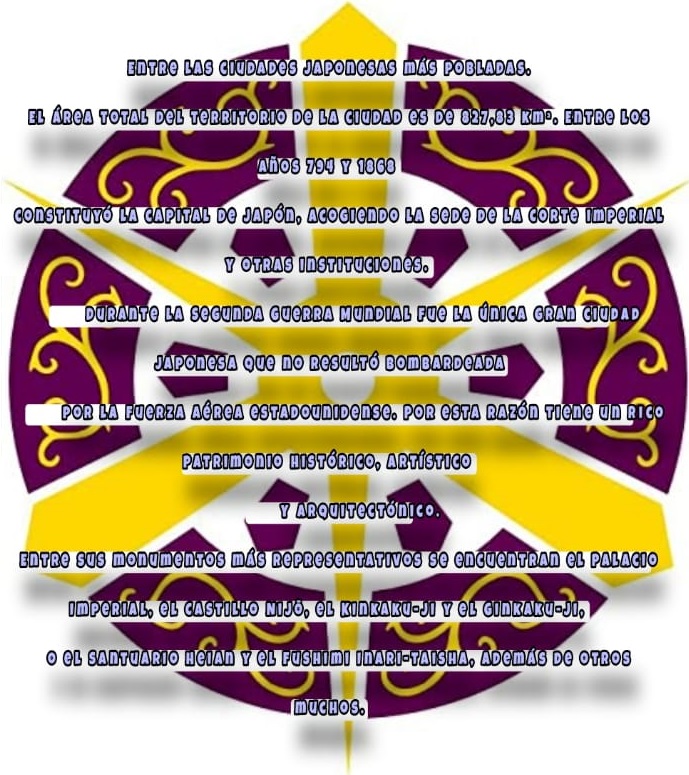 Entre las ciudades japonesas más pobladas.
El área total del territorio de la ciudad es de 827,83 km². Entre los
años 794 y 1868
constituyó la capital de Japón, acogiendo la sede de la corte imperial
y otras instituciones.
Durante la Segunda Guerra Mundial fue la única gran ciudad
japonesa que no resultó bombardeada
por la Fuerza Aérea estadounidense. Por esta razón tiene un rico
patrimonio histórico, artístico
y arquitectónico.
Entre sus monumentos más representativos se encuentran el Palacio
Imperial, el Castillo Nijō, el Kinkaku-ji y el Ginkaku-ji,
o el santuario Heian y el Fushimi Inari-taisha, además de otros
muchos.